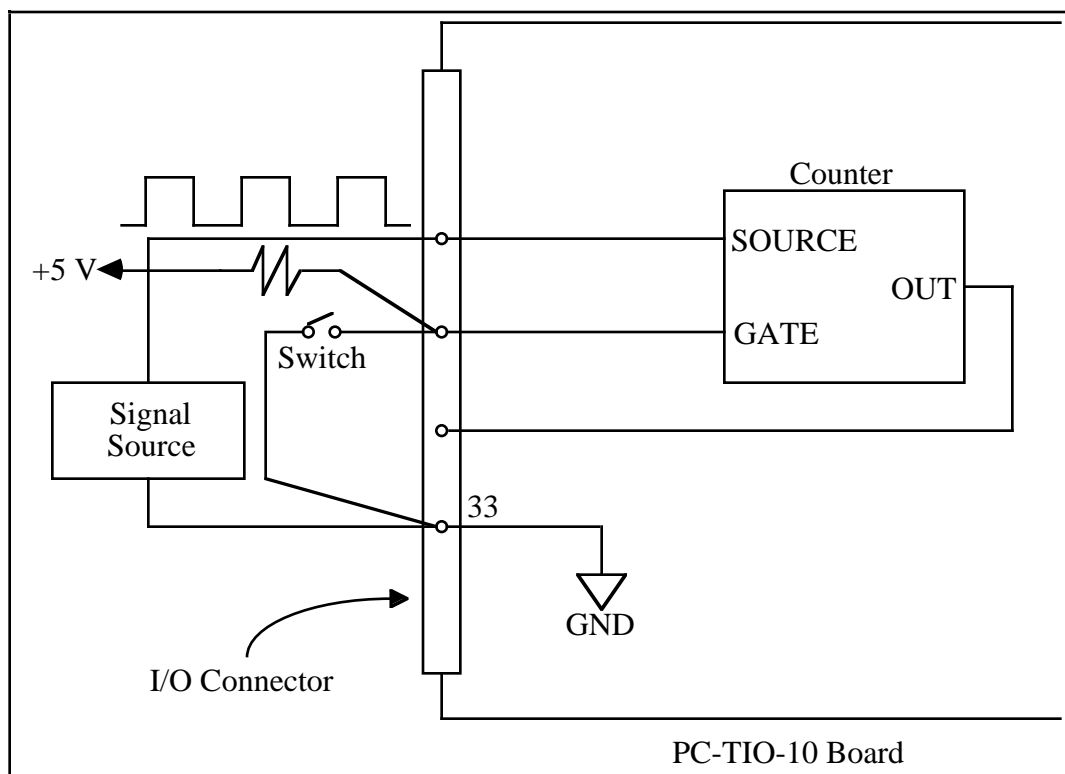 Counter
SOURCE
+5 V
OUT
GATE
Switch
Signal
Source
33
GND
I/O Connector
PC-TIO-10 Board